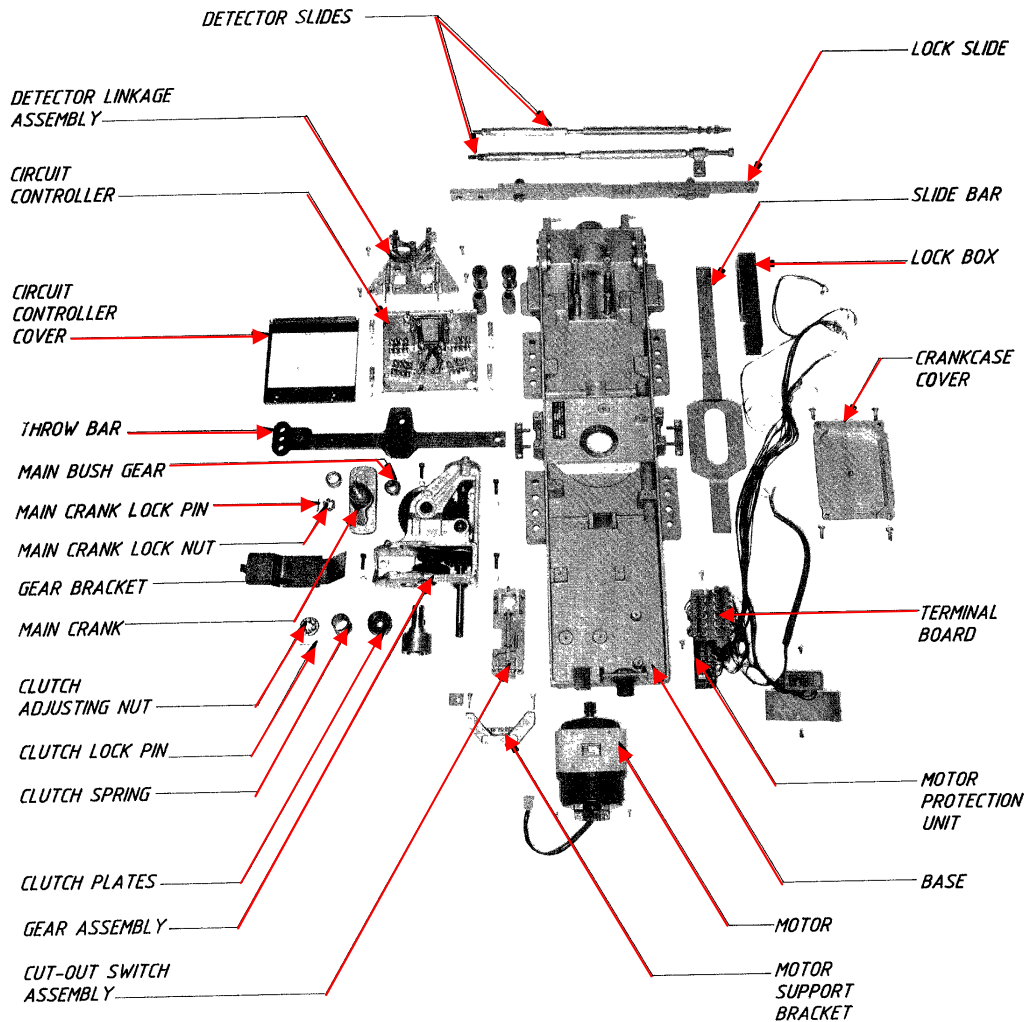 DETECTOR SLIDES
LOCK SLIDE
DETECTOR LINKAGE
ASSEMBLY
CIRCUIT
CONTROLLER
SLIDE BAR
LOCK BOX
CIRCUIT
CONTROLLER
COVER
CRANKCASE
COVER
THROW BAR
MAIN BUSH GEAR
MAIN CRANK LOCK PIN
MAIN CRANK LOCK NUT
GEAR BRACKET
MAIN CRANK
TERMINAL
BOARD
CLUTCH
ADJUSTING NUT
CLUTCH LOCK PIN
CLUTCH SPRING
MOTOR
PROTECTION
UNIT
CLUTCH PLATES
BASE
GEAR ASSEMBLY
MOTOR
CUT-OUT SWITCH
ASSEMBLY
MOTOR
SUPPORT
BRACKET